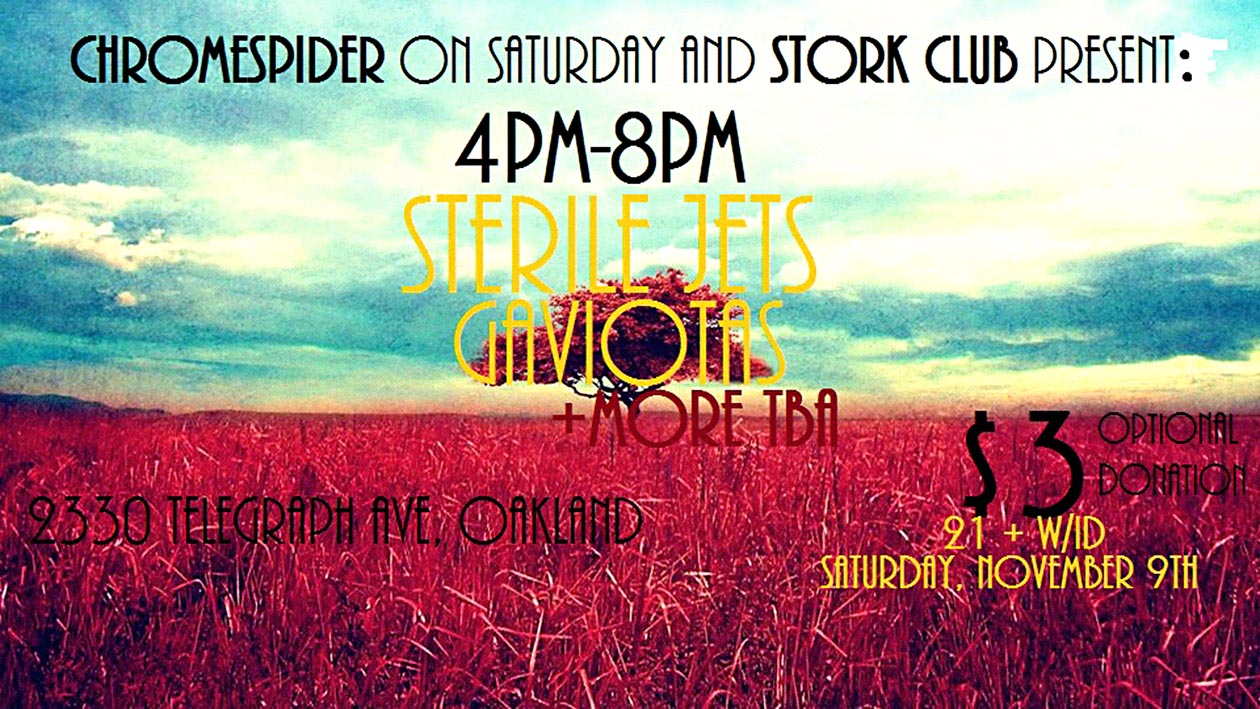 CHROMESPIDER ON SATURDAY AND STORK CLUB PRESENT:
4PM-8PM
STERILE JETS
GAVIOTAS
+MORE TBA
$3 OPTIONAL
DONATION
2330 TELEGRAPH AVE, OAKLAND
21 + W/ID
SATURDAY, NOVEMBER 9TH